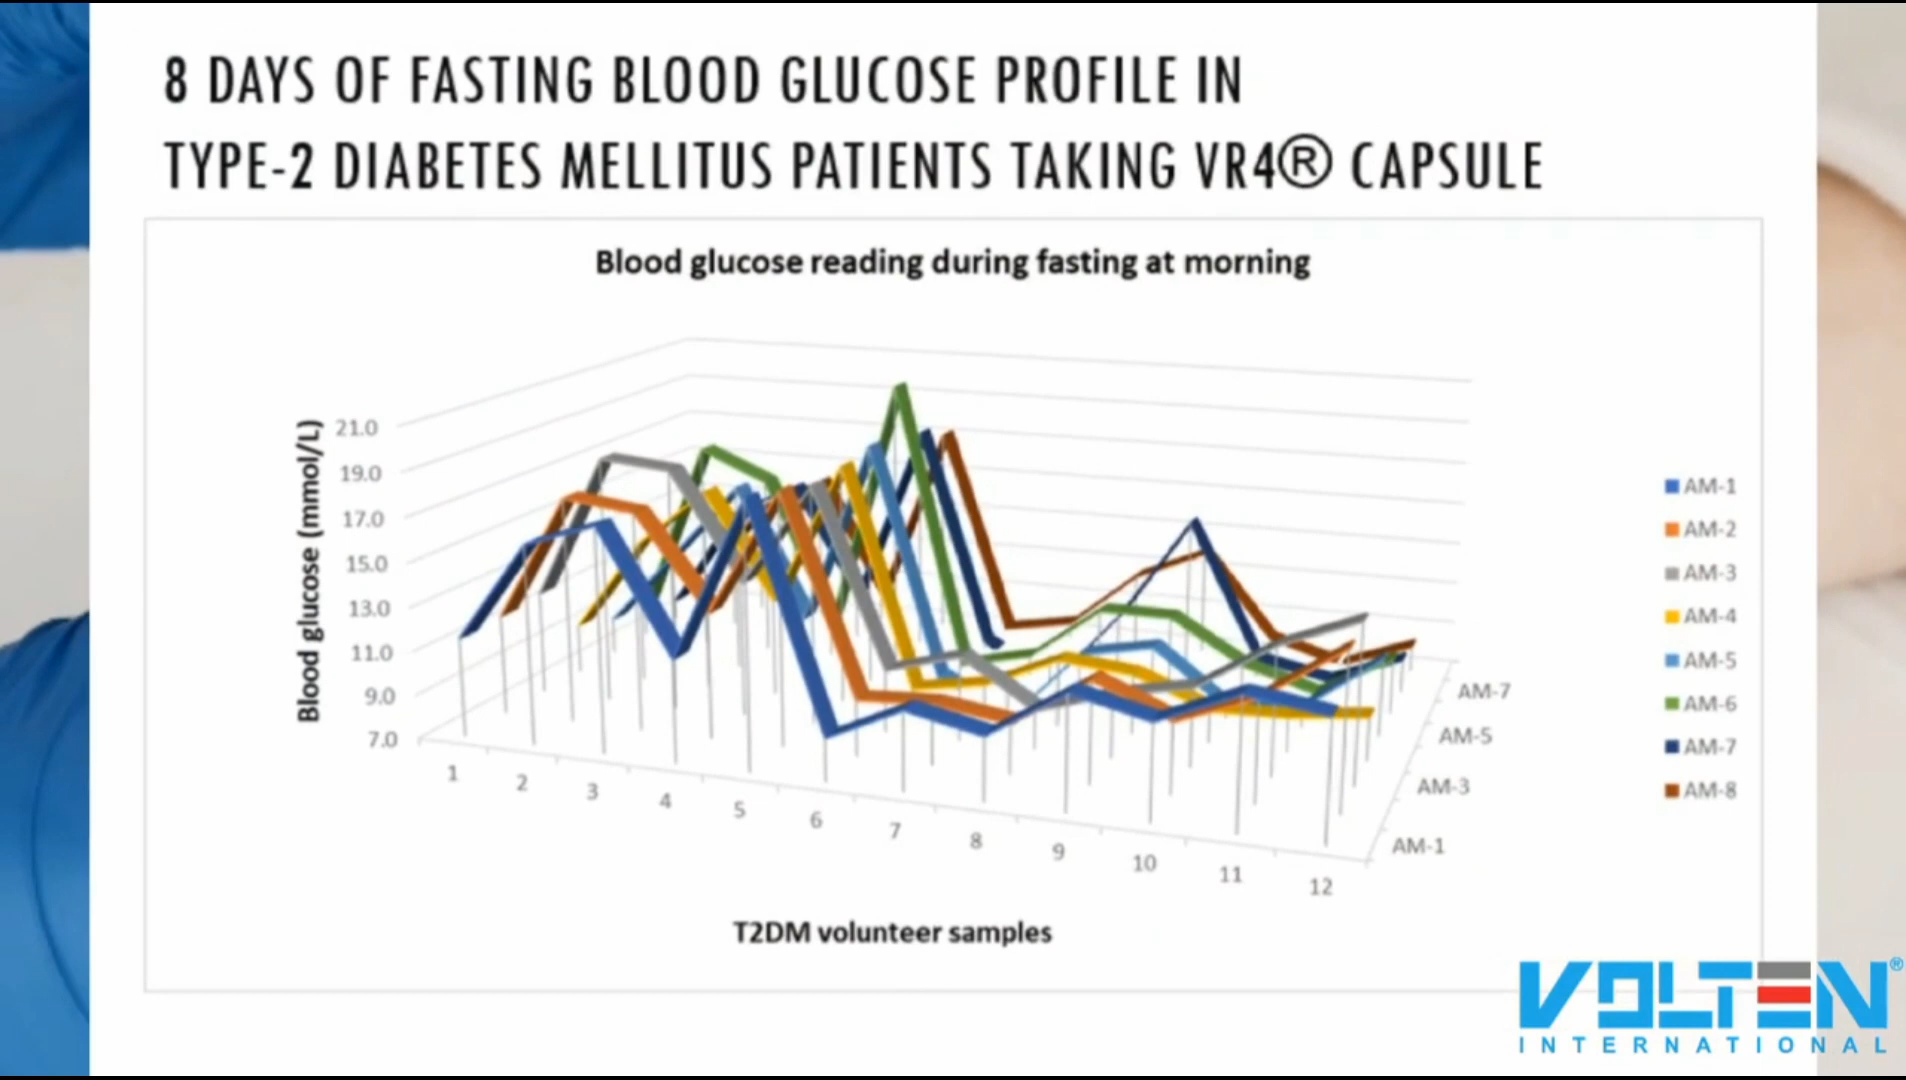 8 DAYS OF FASTING BLOOD GLUCOSE PROFILE IN
TYPE-2 DIABETES MELLITUS PATIENTS TAKING VR4® CAPSULE
Blood glucose reading during fasting at morning
Blood glucose (mmol/L)
21.0
19.0
17.0
15.0
13.0
11.0
9.0
7.0
1
2
3
4
5
6
7
8
9
10
11
12
AM-7
AM-5
AM-3
AM-1
T2DM volunteer samples
AM-1
AM-2
AM-3
AM-4
AM-5
AM-6
AM-7
AM-8
VOLTEN®
INTERNATIONAL